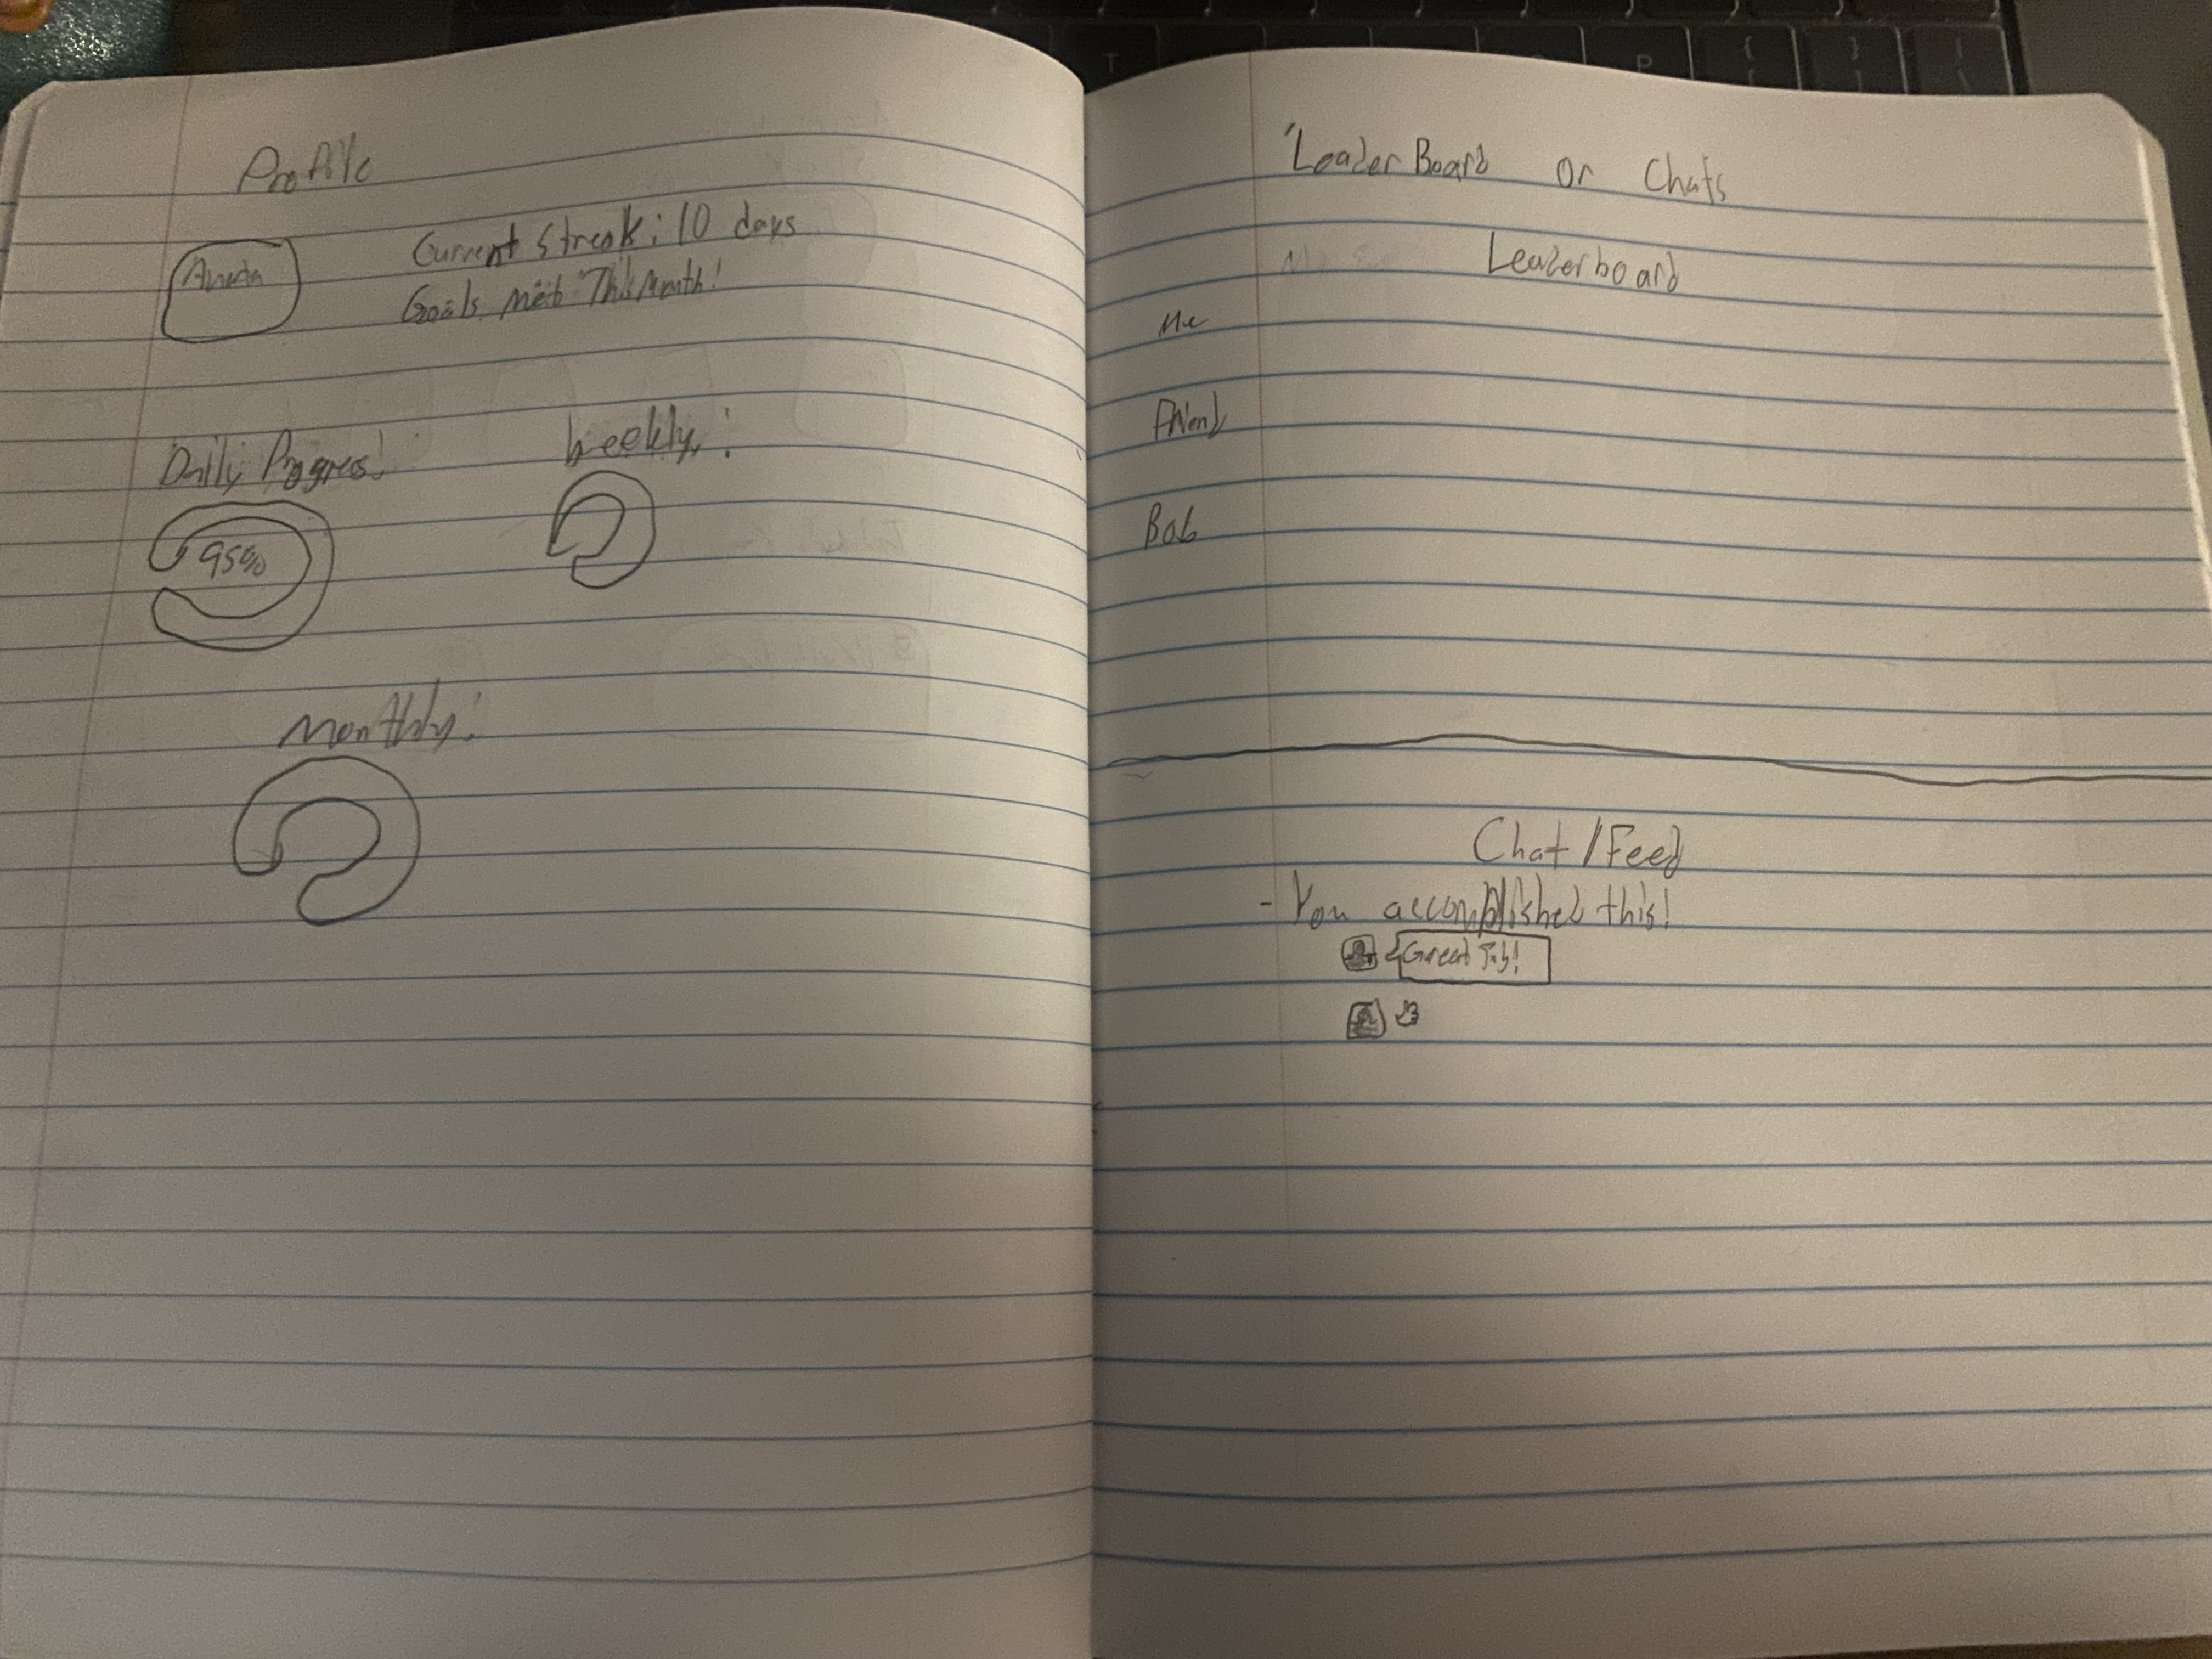 Profile
Current Streak: 10 days
Goals met This Month!
Daily Progress!
Weekly:
95%
Monthly:
Leader Board or Chats
Leaderboard
Me
Friend
Bob
Chat/Feed
- You accomplished this!
Great Job!